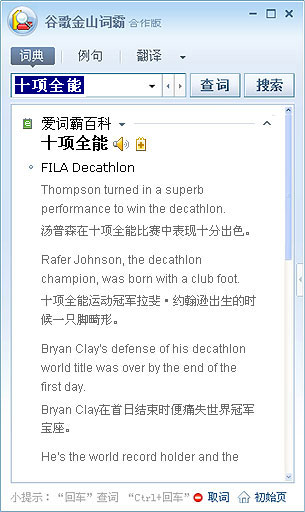 谷歌金山词霸 合作版
词典 例句 翻译
十项全能 查词 搜索
爱词霸百科
十项全能
FILA Decathlon
Thompson turned in a superb
performance to win the decathlon.
汤普森在十项全能比赛中表现十分出色。
Rafer Johnson, the decathlon
champion, was born with a club foot.
十项全能运动冠军拉斐·约翰逊出生的时
候一只脚畸形。
Bryan Clay's defense of his decathlon
world title was over by the end of the
first day.
Bryan Clay在首日结束时便痛失世界冠军
宝座。
He's the world record holder and the
小提示：“回车”查词 “Ctrl+回车” 取词 初始页